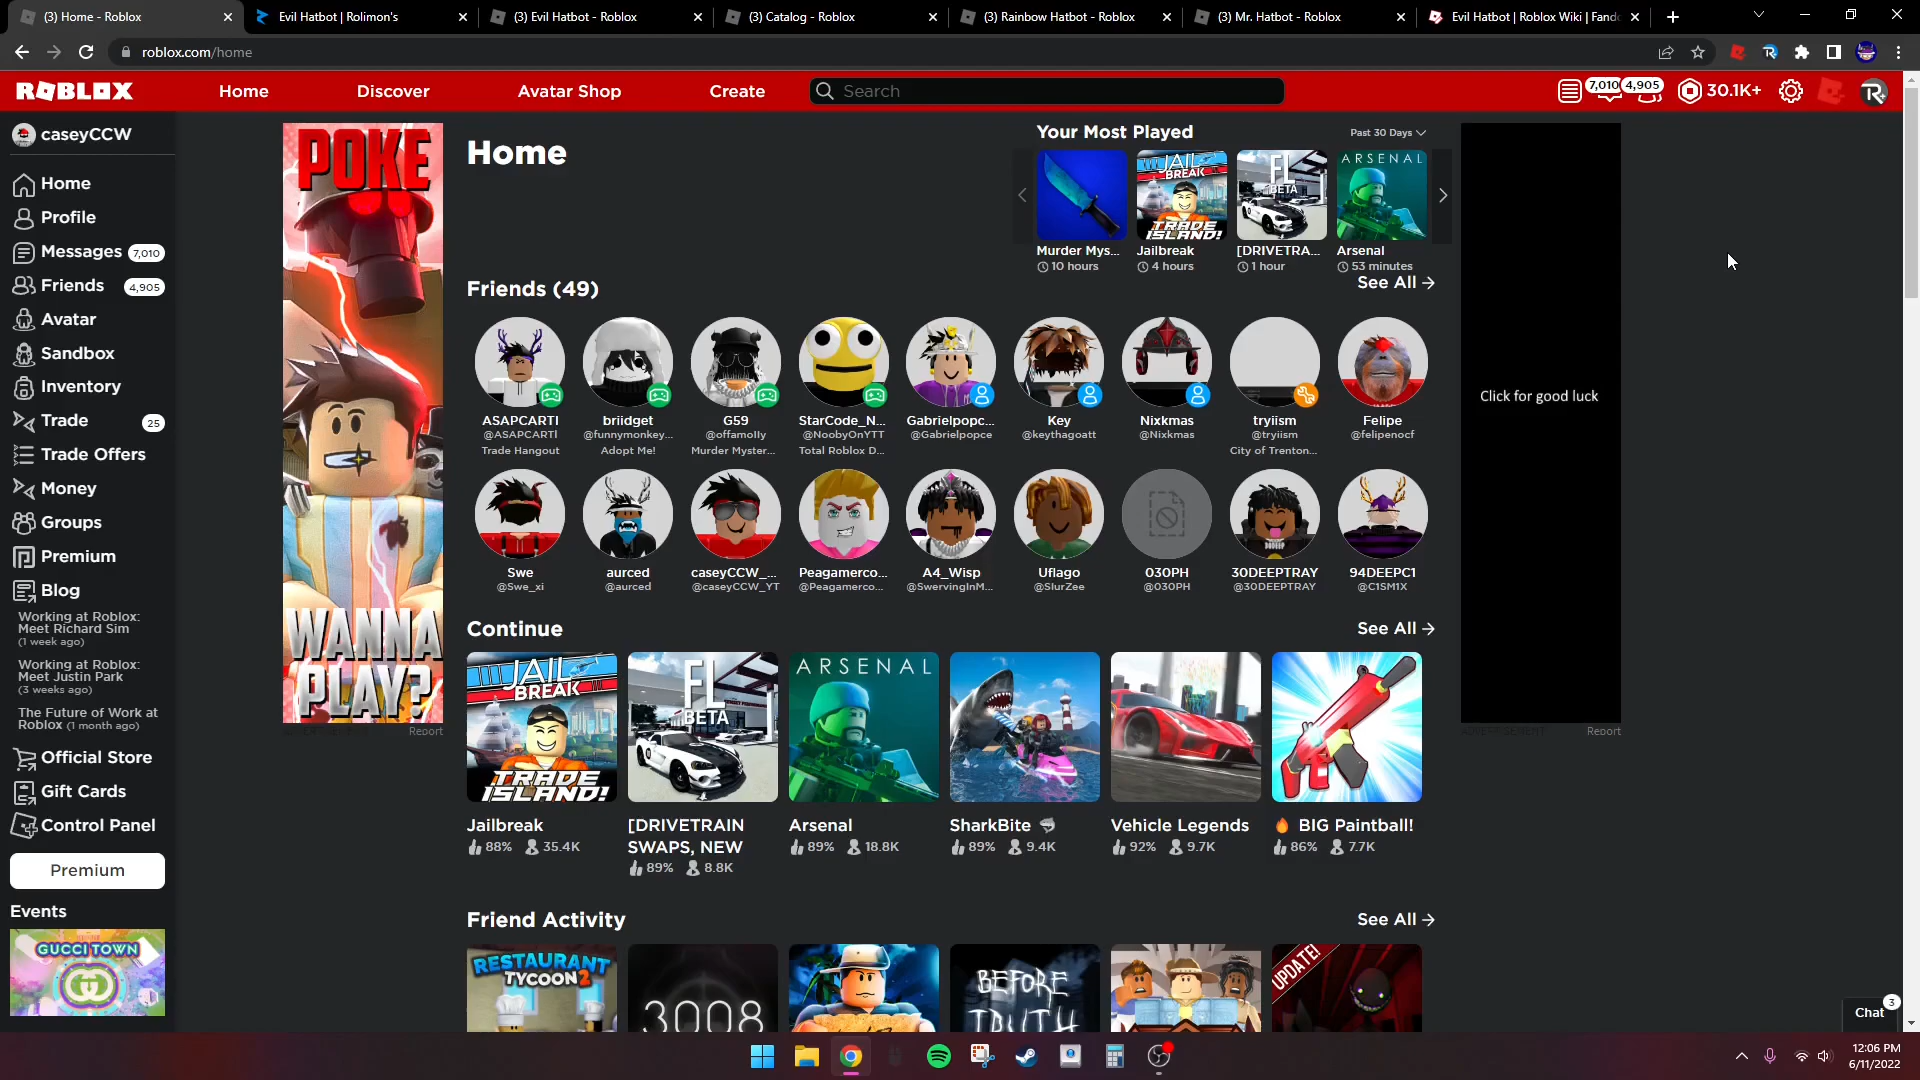 (3) Home - Roblox
Evil Hatbot | Rolimon's
(3) Evil Hatbot - Roblox
(3) Catalog - Roblox
(3) Rainbow Hatbot - Roblox
(3) Mr. Hatbot - Roblox
Evil Hatbot | Roblox Wiki | Fand
roblox.com/home
ROBLOX
Home
Discover
Avatar Shop
Create
Search
7,010
4,905
30.1K+
caseyCCW
Home
Profile
Messages 7,010
Friends 4,905
Avatar
Sandbox
Inventory
Trade 25
Trade Offers
Money
Groups
Premium
Blog
Working at Roblox:
Meet Richard Sim
(1 week ago)
Working at Roblox:
Meet Justin Park
(3 weeks ago)
The Future of Work at
Roblox (1 month ago)
Official Store
Gift Cards
Control Panel
Premium
Events
GUCCI TOWN
POKE
WANNA
PLAY?
ADVERTISEMENT
Report
Home
Your Most Played
Past 30 Days
JAIL
BREAK
TRADE
ISLAND!
FL
BETA
ARSENAL
Murder Mys...
10 hours
Jailbreak
4 hours
[DRIVETRA...
1 hour
Arsenal
53 minutes
Friends (49)
See All
ASAPCARTI
@ASAPCARTI
Trade Hangout
briidget
@funnymonkey...
Adopt Me!
G59
@offamolly
Murder Myster...
StarCode_N...
@NoobyOnYTT
Total Roblox D...
Gabrielpopc...
@Gabrielpopce
Key
@keythagoatt
Nixkmas
@Nixkmas
tryiism
@tryiism
City of Trenton...
Felipe
@felipenocf
Swe
@Swe_xi
aurced
@aurced
caseyCCW_...
@caseyCCW_YT
Peagamerco...
@Peagamerco...
A4_Wisp
@SwervingInM...
Uflago
@SlurZee
030PH
@030PH
30DEEPTRAY
@30DEEPTRAY
94DEEPC1
@C1SM1X
Continue
See All
JAIL
BREAK
TRADE
ISLAND!
FL
BETA
ARSENAL
Jailbreak
88% 35.4K
[DRIVETRAIN
SWAPS, NEW
89% 8.8K
Arsenal
89% 18.8K
SharkBite
89% 9.4K
Vehicle Legends
92% 9.7K
BIG Paintball!
86% 7.7K
Friend Activity
See All
RESTAURANT
TYCOON 2
3008
BEFORE
TRUTH
UPDATE!
Click for good luck
ADVERTISEMENT
Report
Chat
3
12:06 PM
6/11/2022